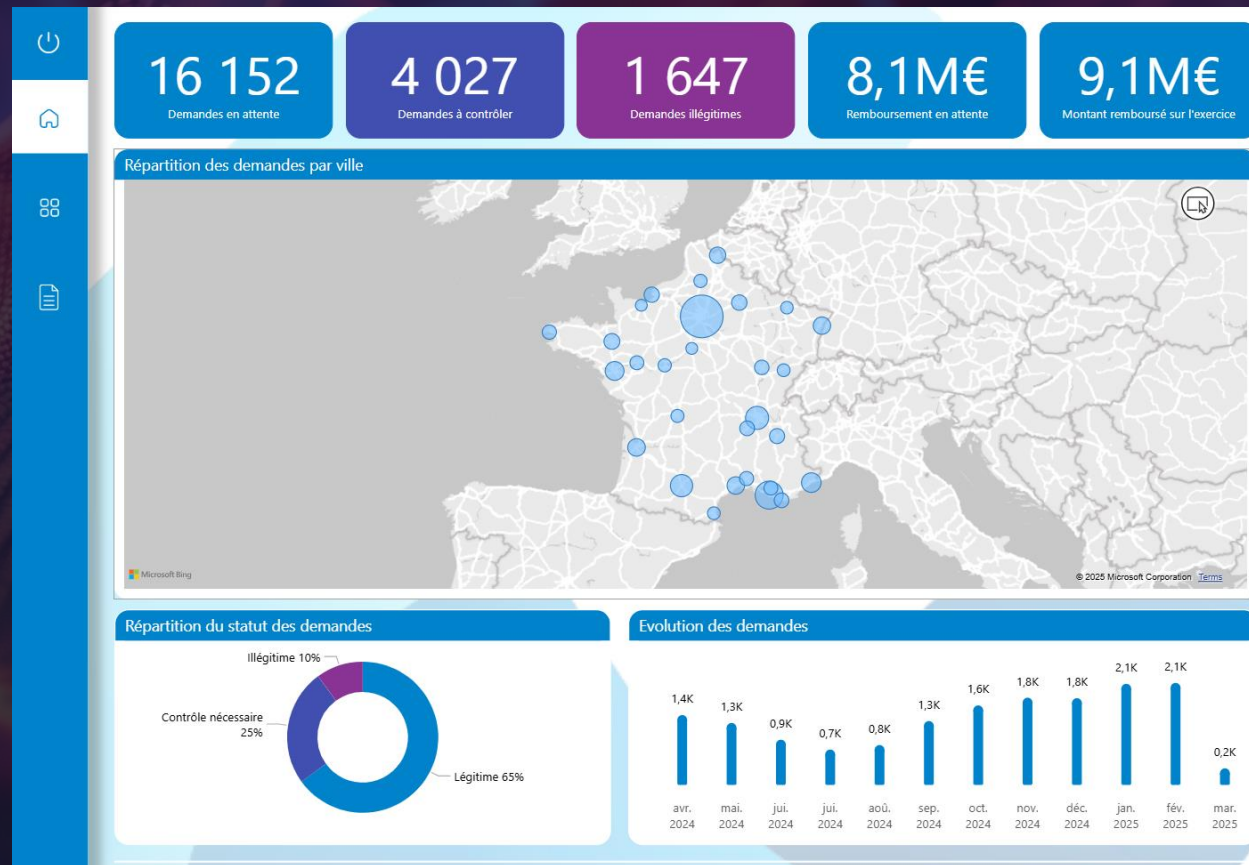 16 152
Demandes en attente
4 027
Demandes à contrôler
1 647
Demandes illégitimes
8,1M€
Remboursement en attente
9,1M€
Montant remboursé sur l'exercice
Répartition des demandes par ville
Microsoft Bing
© 2025 Microsoft Corporation Terms
Répartition du statut des demandes
Illégitime 10%
Contrôle nécessaire
25%
Légitime 65%
Evolution des demandes
1,4K
1,3K
0,9K
0,7K
0,8K
1,3K
1,6K
1,8K
1,8K
2,1K
2,1K
0,2K
avr.
2024
mai.
2024
jui.
2024
jui.
2024
aoû.
2024
sep.
2024
oct.
2024
nov.
2024
déc.
2024
jan.
2025
fév.
2025
mar.
2025